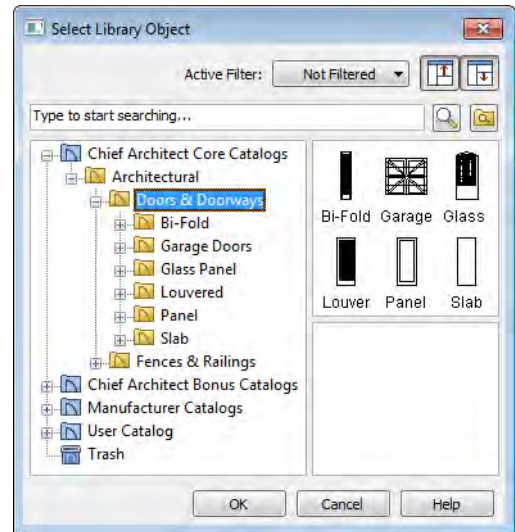 Select Library Object
Active Filter: Not Filtered
Type to start searching...
Chief Architect Core Catalogs
Architectural
Doors & Doorways
Bi-Fold
Garage Doors
Glass Panel
Louvered
Panel
Slab
Fences & Railings
Chief Architect Bonus Catalogs
Manufacturer Catalogs
User Catalog
Trash
Bi-Fold Garage Glass
Louver Panel Slab
OK Cancel Help